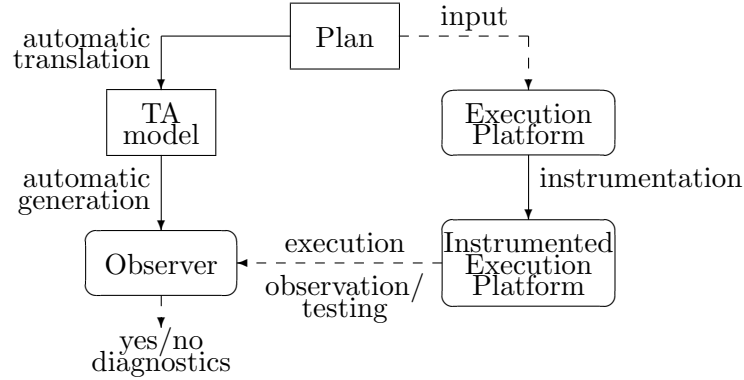 input
automatic
translation
Plan
TA
model
Execution
Platform
automatic
generation
instrumentation
Observer
execution
observation/
testing
Instrumented
Execution
Platform
yes/no
diagnostics